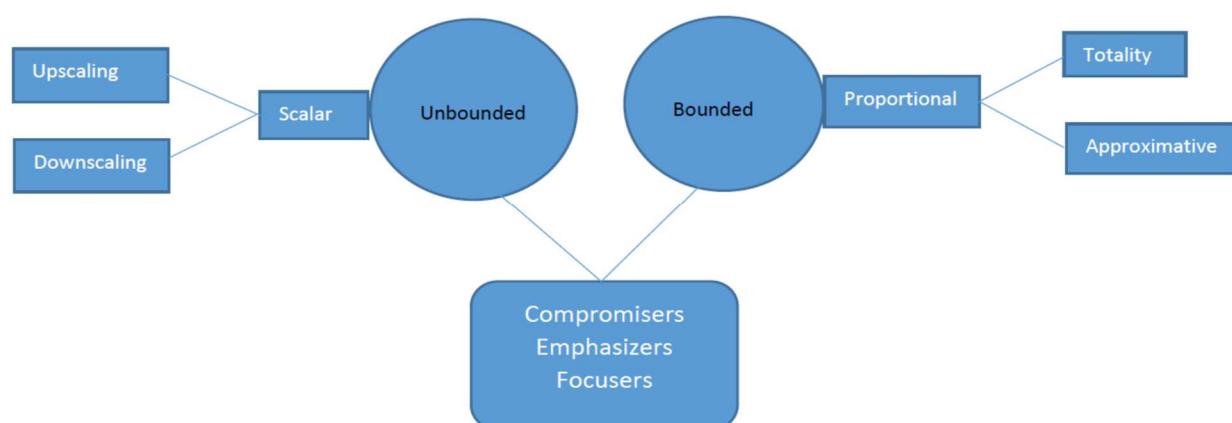 Upscaling
Downscaling
Scalar
Unbounded
Bounded
Proportional
Totality
Approximative
Compromisers
Emphasizers
Focusers